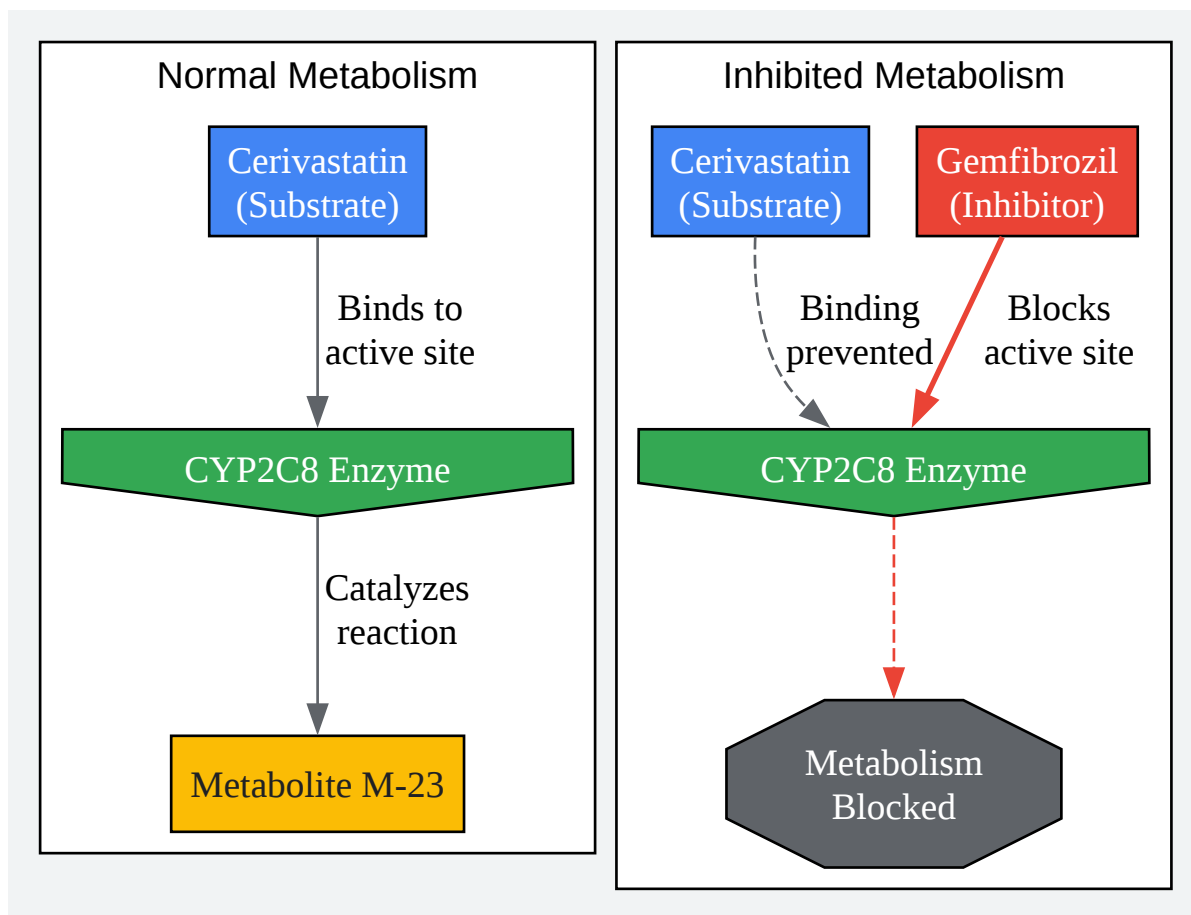 Normal Metabolism
Cerivastatin
(Substrate)
Binds to
active site
CYP2C8 Enzyme
Catalyzes
reaction
Metabolite M-23
Inhibited Metabolism
Cerivastatin
(Substrate)
Gemfibrozil
(Inhibitor)
Binding
prevented
Blocks
active site
CYP2C8 Enzyme
Metabolism
Blocked